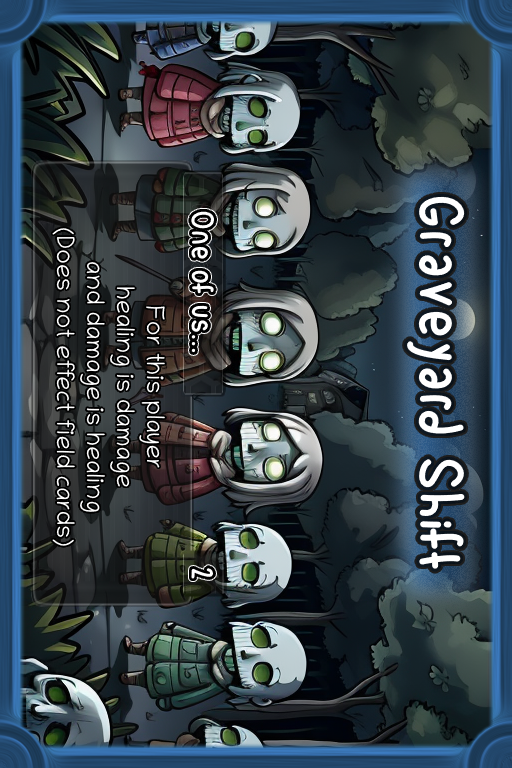 Graveyard Shift
One of us... 2
For this player
healing is damage
and damage is healing
(Does not effect field cards)